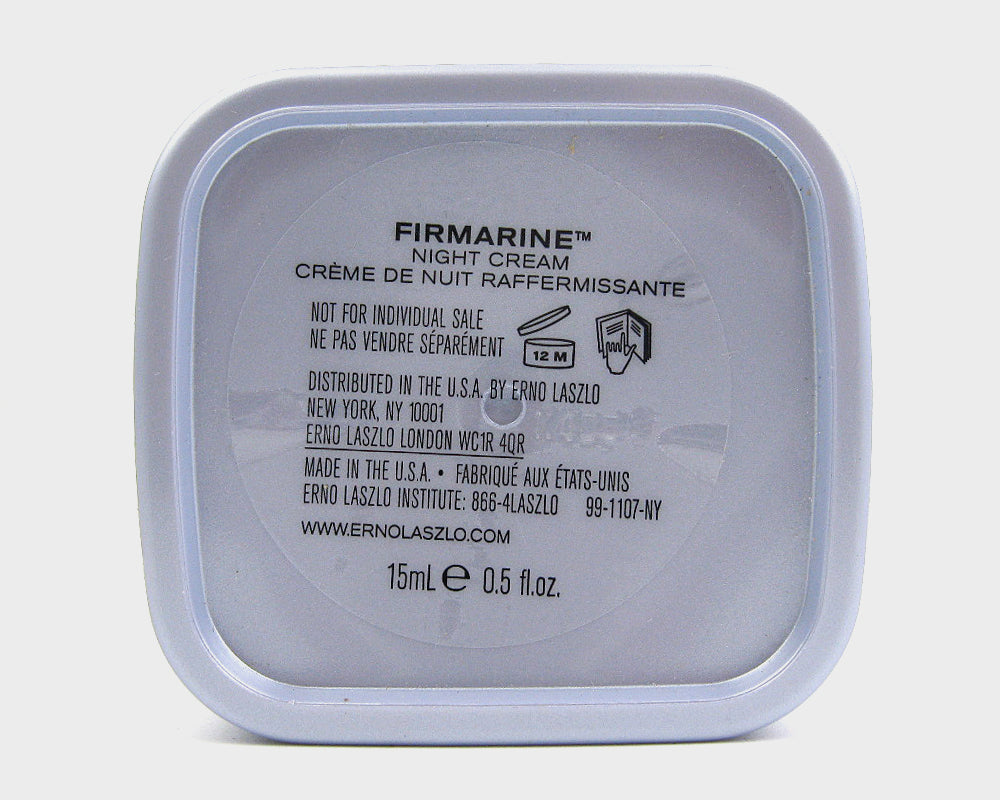 FIRMARINE™
NIGHT CREAM
CRÈME DE NUIT RAFFERMISSANTE
NOT FOR INDIVIDUAL SALE
NE PAS VENDRE SÉPARÉMENT
12 M
DISTRIBUTED IN THE U.S.A. BY ERNO LASZLO
NEW YORK, NY 10001
ERNO LASZLO LONDON WC1R 4QR
MADE IN THE U.S.A. • FABRIQUÉ AUX ÉTATS-UNIS
ERNO LASZLO INSTITUTE: 866-4LASZLO 99-1107-NY
WWW.ERNOLASZLO.COM
15mL e 0.5 fl.oz.